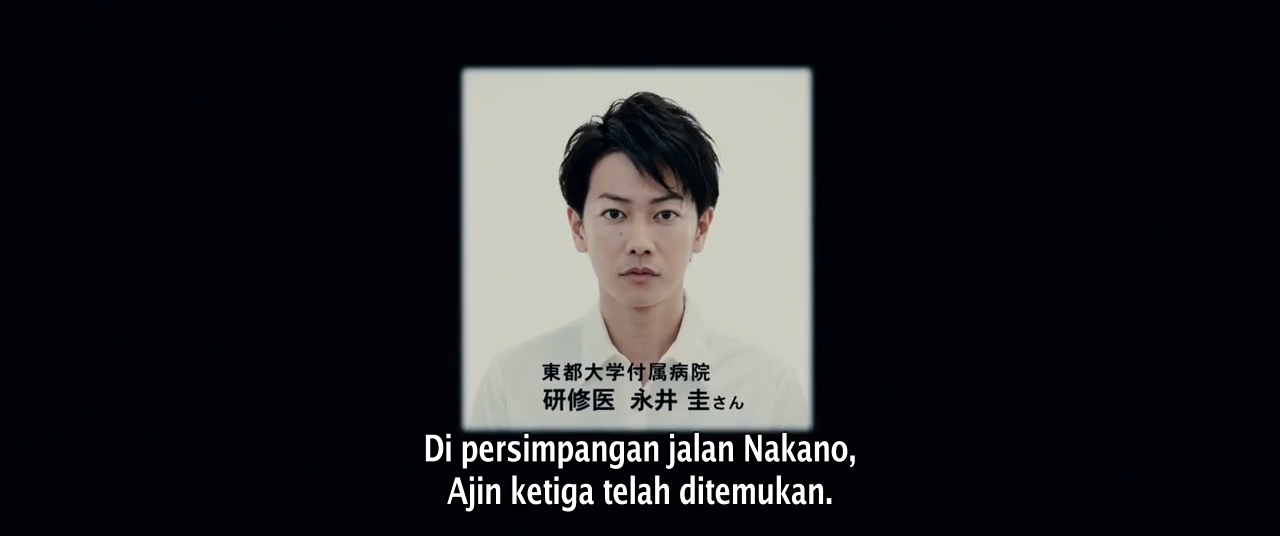 東都大学付属病院
研修医 永井 圭さん
Di persimpangan jalan Nakano,
Ajin ketiga telah ditemukan.